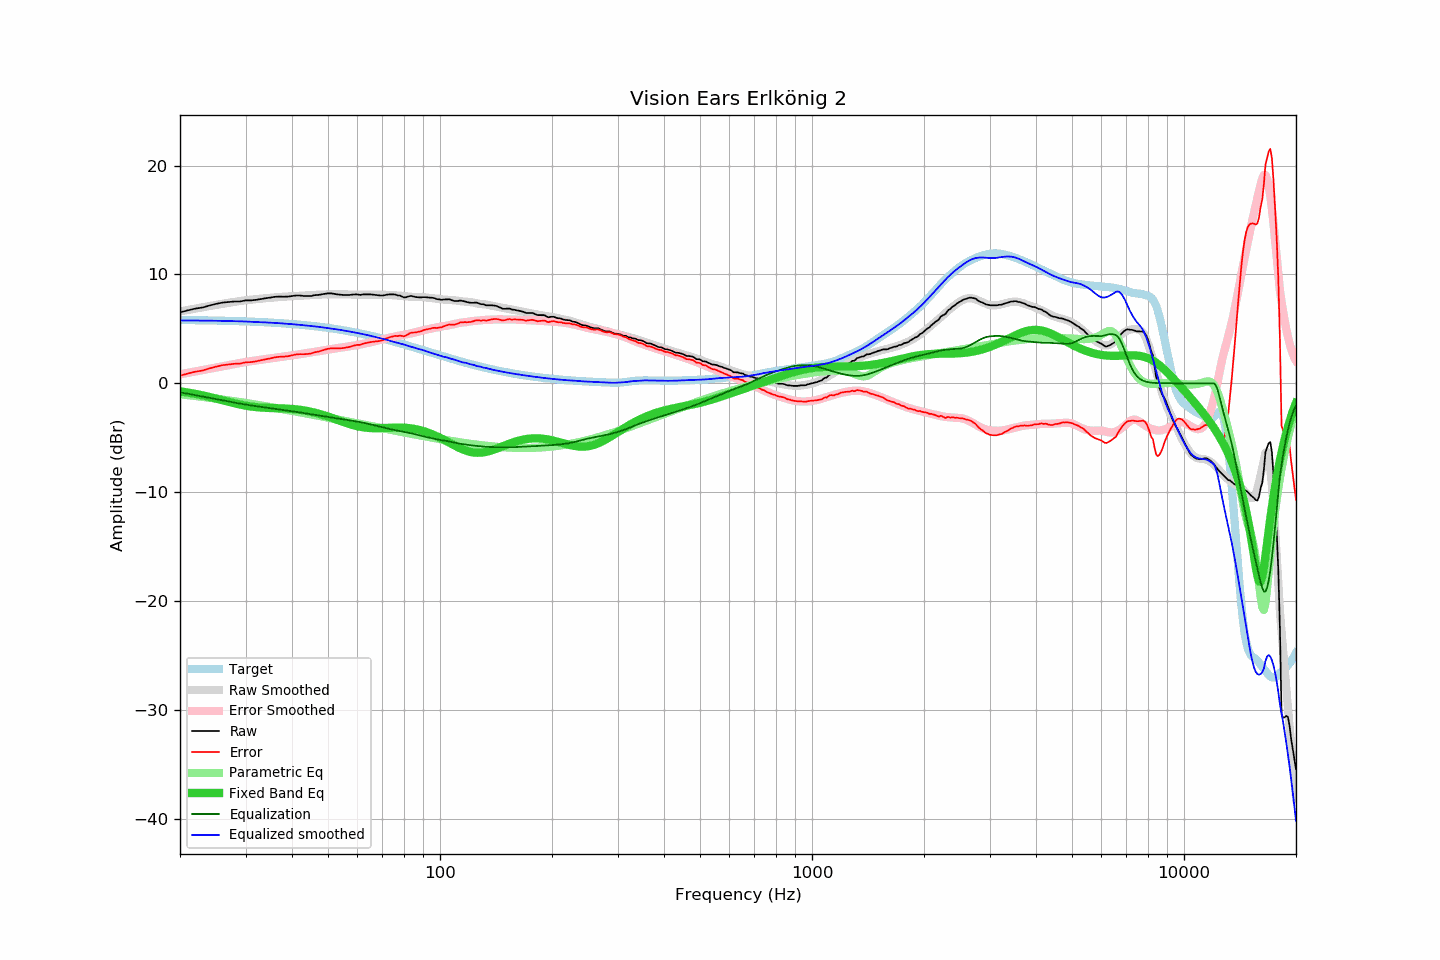 Vision Ears Erlkönig 2
20
10
0
−10
−20
−30
−40
Amplitude (dBr)
Target
Raw Smoothed
Error Smoothed
Raw
Error
Parametric Eq
Fixed Band Eq
Equalization
Equalized smoothed
100
1000
10000
Frequency (Hz)